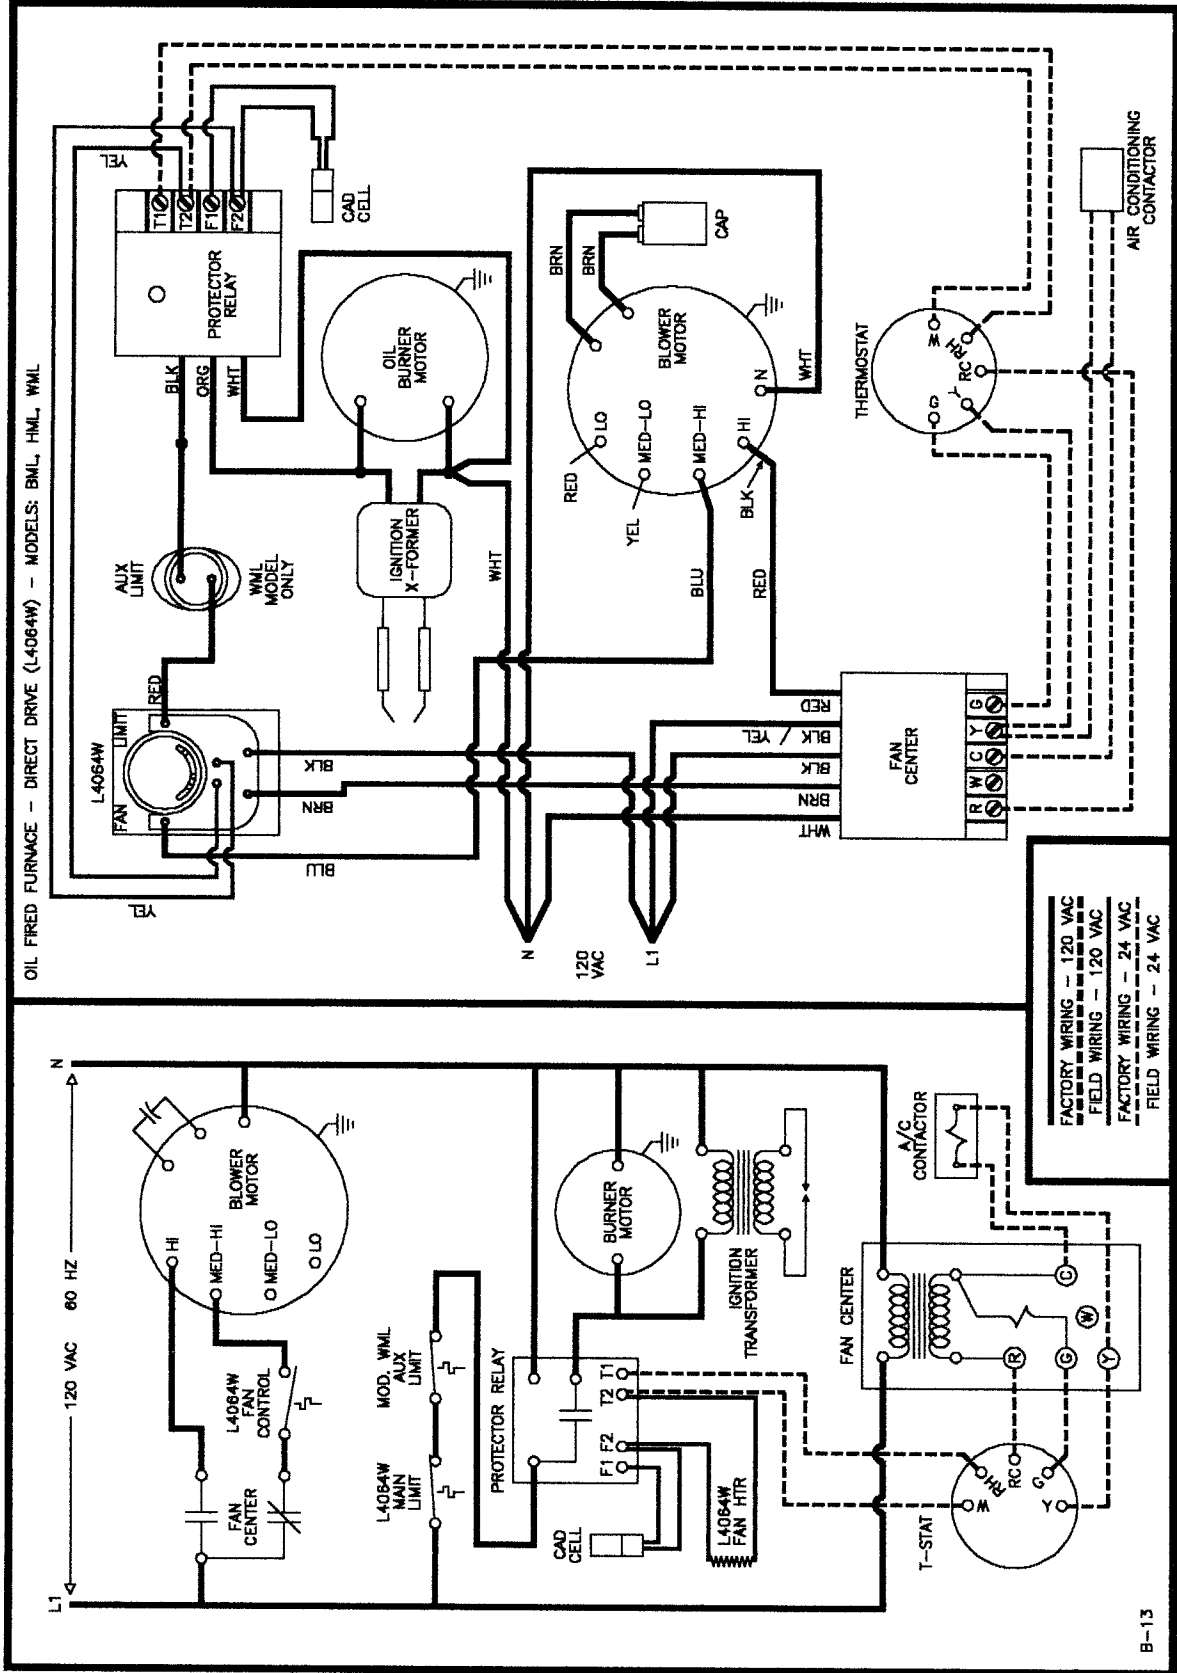 OIL FIRED FURNACE – DIRECT DRIVE (L4064W) – MODELS: BML, HML, WML
L1
120 VAC 60 HZ
N
HI
MED-HI
MED-LO
LO
BLOWER
MOTOR
FAN
CENTER
L4064W
FAN
CONTROL
L4064W
MAIN
LIMIT
MOD. WML
AUX
LIMIT
PROTECTOR RELAY
F1
F2
T2
T1
BURNER
MOTOR
CAD
CELL
L4064W
FAN HTR
IGNITION
TRANSFORMER
FAN CENTER
R
G
Y
W
C
A/C
CONTACTOR
T-STAT
W
RH
RC
G
Y
B-13
YEL
YEL
FAN
L4064W
LIMIT
RED
BLU
BRN
BLK
AUX
LIMIT
WML
MODEL
ONLY
BLK
ORG
WHT
PROTECTOR
RELAY
T1
T2
F1
F2
CAD
CELL
IGNITION
X-FORMER
OIL
BURNER
MOTOR
WHT
N
120
VAC
L1
RED
LO
YEL
MED-LO
BLU
MED-HI
BLK
HI
RED
BLOWER
MOTOR
N
WHT
BRN
BRN
CAP
WHT
BRN
BLK
BLK / YEL
RED
FAN
CENTER
R
W
C
Y
G
THERMOSTAT
G
Y
RC
RH
W
AIR CONDITIONING
CONTACTOR
FACTORY WIRING – 120 VAC
FIELD WIRING – 120 VAC
FACTORY WIRING – 24 VAC
FIELD WIRING – 24 VAC